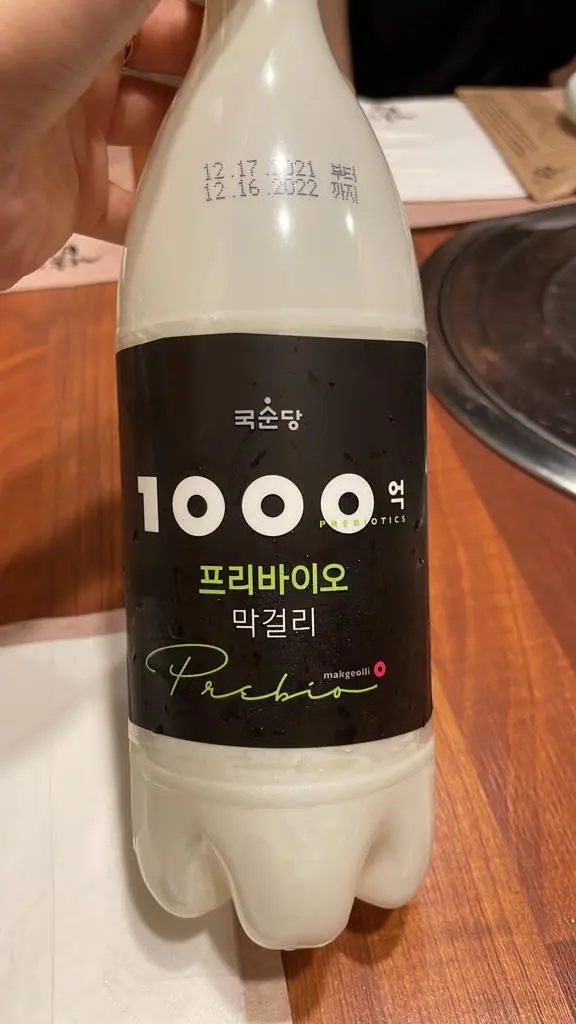 12.17.2021 부터
12.16.2022 까지
국순당
1000억
PREBIOTICS
프리바이오
막걸리
makgeolli
Prebio